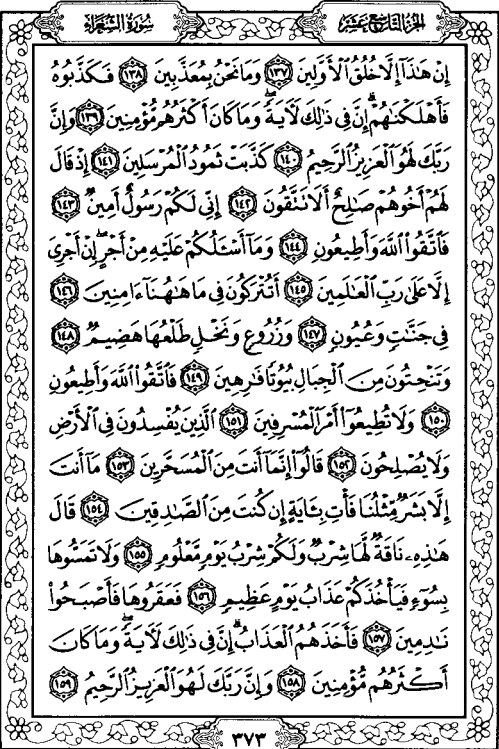 الجزء التاسع عشر
سورة الشعراء
إِنْ هَٰذَآ إِلَّا خُلُقُ ٱلْأَوَّلِينَ ١٣٧ وَمَا نَحْنُ بِمُعَذَّبِينَ ١٣٨ فَكَذَّبُوهُ
فَأَهْلَكْنَٰهُمْ ۗ إِنَّ فِى ذَٰلِكَ لَأَيَةً ۖ وَمَا كَانَ أَكْثَرُهُم مُّؤْمِنِينَ ١٣٩ وَإِنَّ
رَبَّكَ لَهُوَ ٱلْعَزِيزُ ٱلرَّحِيمُ ١٤٠ كَذَّبَتْ ثَمُودُ ٱلْمُرْسَلِينَ ١٤١ إِذْ قَالَ
لَهُمْ أَخُوهُمْ صَٰلِحٌ أَلَا تَتَّقُونَ ١٤٢ إِنِّى لَكُمْ رَسُولٌ أَمِينٌ ١٤٣
فَٱتَّقُوا۟ ٱللَّهَ وَأَطِيعُونِ ١٤٤ وَمَآ أَسْـَٔلُكُمْ عَلَيْهِ مِنْ أَجْرٍ ۖ إِنْ أَجْرِىَ
إِلَّا عَلَىٰ رَبِّ ٱلْعَٰلَمِينَ ١٤٥ أَتُتْرَكُونَ فِى مَا هَٰهُنَآ ءَامِنِينَ ١٤٦
فِى جَنَّٰتٍ وَعُيُونٍ ١٤٧ وَزُرُوعٍ وَنَخْلٍ طَلْعُهَا هَضِيمٌ ١٤٨
وَتَنْحِتُونَ مِنَ ٱلْجِبَالِ بُيُوتًا فَٰرِهِينَ ١٤٩ فَٱتَّقُوا۟ ٱللَّهَ وَأَطِيعُونِ
١٥٠ وَلَا تُطِيعُوٓا۟ أَمْرَ ٱلْمُسْرِفِينَ ١٥١ ٱلَّذِينَ يُفْسِدُونَ فِى ٱلْأَرْضِ
وَلَا يُصْلِحُونَ ١٥٢ قَالُوٓا۟ إِنَّمَآ أَنتَ مِنَ ٱلْمُسَحَّرِينَ ١٥٣ مَآ أَنتَ
إِلَّا بَشَرٌ مِّثْلُنَا فَأْتِ بِـَٔايَةٍ إِن كُنتَ مِنَ ٱلصَّٰدِقِينَ ١٥٤ قَالَ
هَٰذِهِۦ نَاقَةٌ لَّهَا شِرْبٌ وَلَكُمْ شِرْبُ يَوْمٍ مَّعْلُومٍ ١٥٥ وَلَا تَمَسُّوهَا
بِسُوٓءٍ فَيَأْخُذَكُمْ عَذَابُ يَوْمٍ عَظِيمٍ ١٥٦ فَعَقَرُوهَا فَأَصْبَحُوا۟
نَٰدِمِينَ ١٥٧ فَأَخَذَهُمُ ٱلْعَذَابُ ۗ إِنَّ فِى ذَٰلِكَ لَأَيَةً ۖ وَمَا كَانَ
أَكْثَرُهُم مُّؤْمِنِينَ ١٥٨ وَإِنَّ رَبَّكَ لَهُوَ ٱلْعَزِيزُ ٱلرَّحِيمُ ١٥٩
٣٧٣